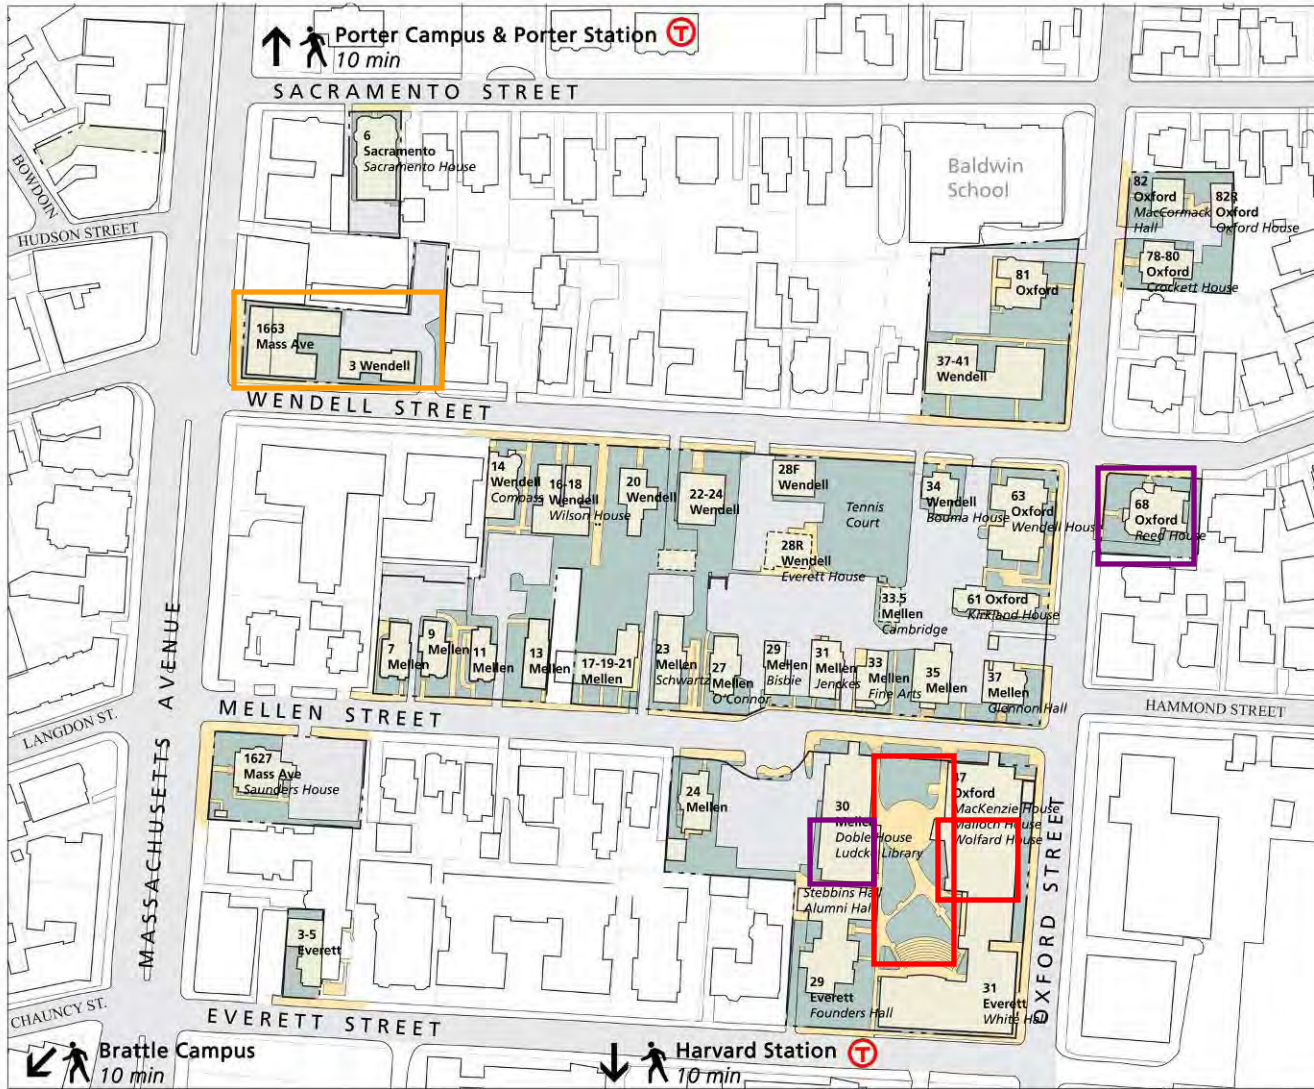 Porter Campus & Porter Station T
10 min
SACRAMENTO STREET
6
Sacramento
Sacramento House
Baldwin
School
BOWDOIN
HUDSON STREET
82
Oxford
MacCormack
Hall
82R
Oxford
Oxford House
78-80
Oxford
Crockett House
81
Oxford
1663
Mass Ave
3 Wendell
37-41
Wendell
WENDELL STREET
14
Wendell
Compass
16-18
Wendell
Wilson House
20
Wendell
22-24
Wendell
28F
Wendell
Tennis
Court
34
Wendell
Bouma House
63
Oxford
Wendell House
68
Oxford
Reed House
28R
Wendell
Everett House
33.5
Mellen
Cambridge
61 Oxford
Kirkland House
7
Mellen
9
Mellen
11
Mellen
13
Mellen
17-19-21
Mellen
23
Mellen
Schwartz
27
Mellen
O'Connor
29
Mellen
Bisbie
31
Mellen
Jenckes
33
Mellen
Fine Arts
35
Mellen
37
Mellen
Glennon Hall
MASSACHUSETTS AVENUE
MELLEN STREET
LANGDON ST.
HAMMOND STREET
1627
Mass Ave
Saunders House
24
Mellen
30
Mellen
Doble House
Ludcke Library
Stebbins Hall
Alumni Hall
47
Oxford
MacKenzie House
Malloch House
Wolfard House
OXFORD STREET
3-5
Everett
29
Everett
Founders Hall
31
Everett
White Hall
CHAUNCY ST.
EVERETT STREET
Brattle Campus
10 min
Harvard Station T
10 min